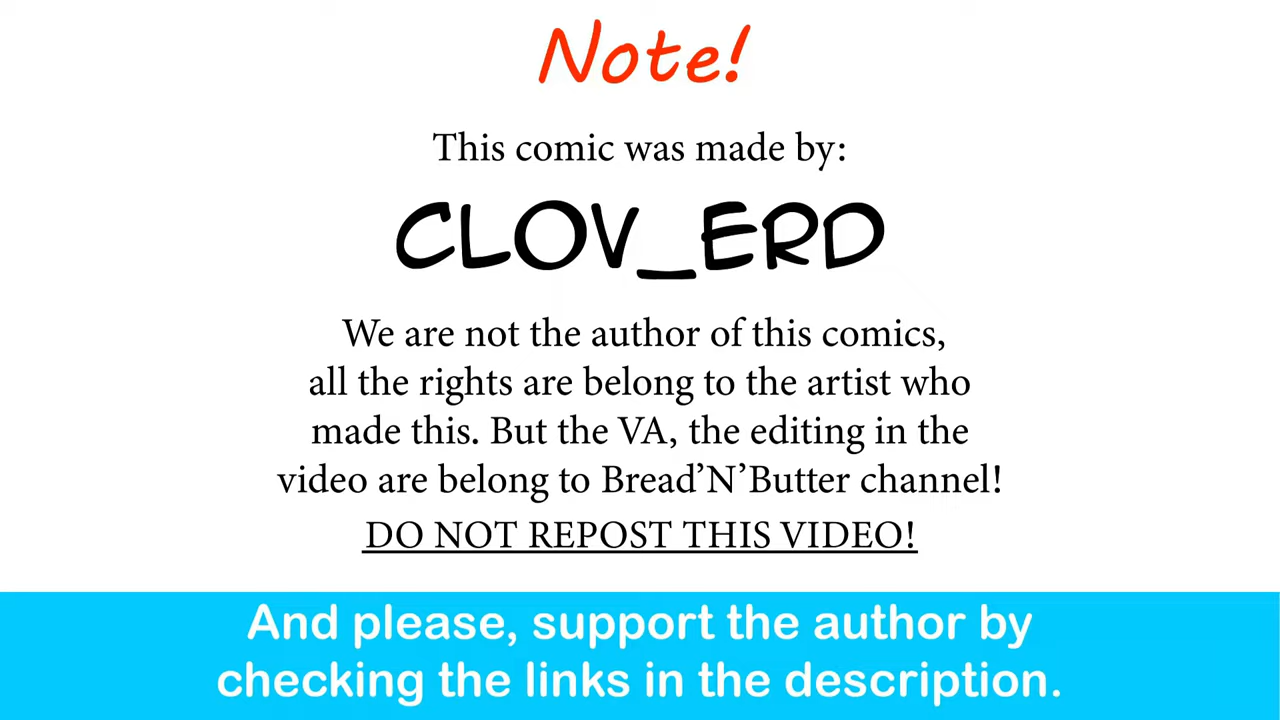 Note!
This comic was made by:
CLOV_ERD
We are not the author of this comics,
all the rights are belong to the artist who
made this. But the VA, the editing in the
video are belong to Bread’N’Butter channel!
DO NOT REPOST THIS VIDEO!
And please, support the author by
checking the links in the description.